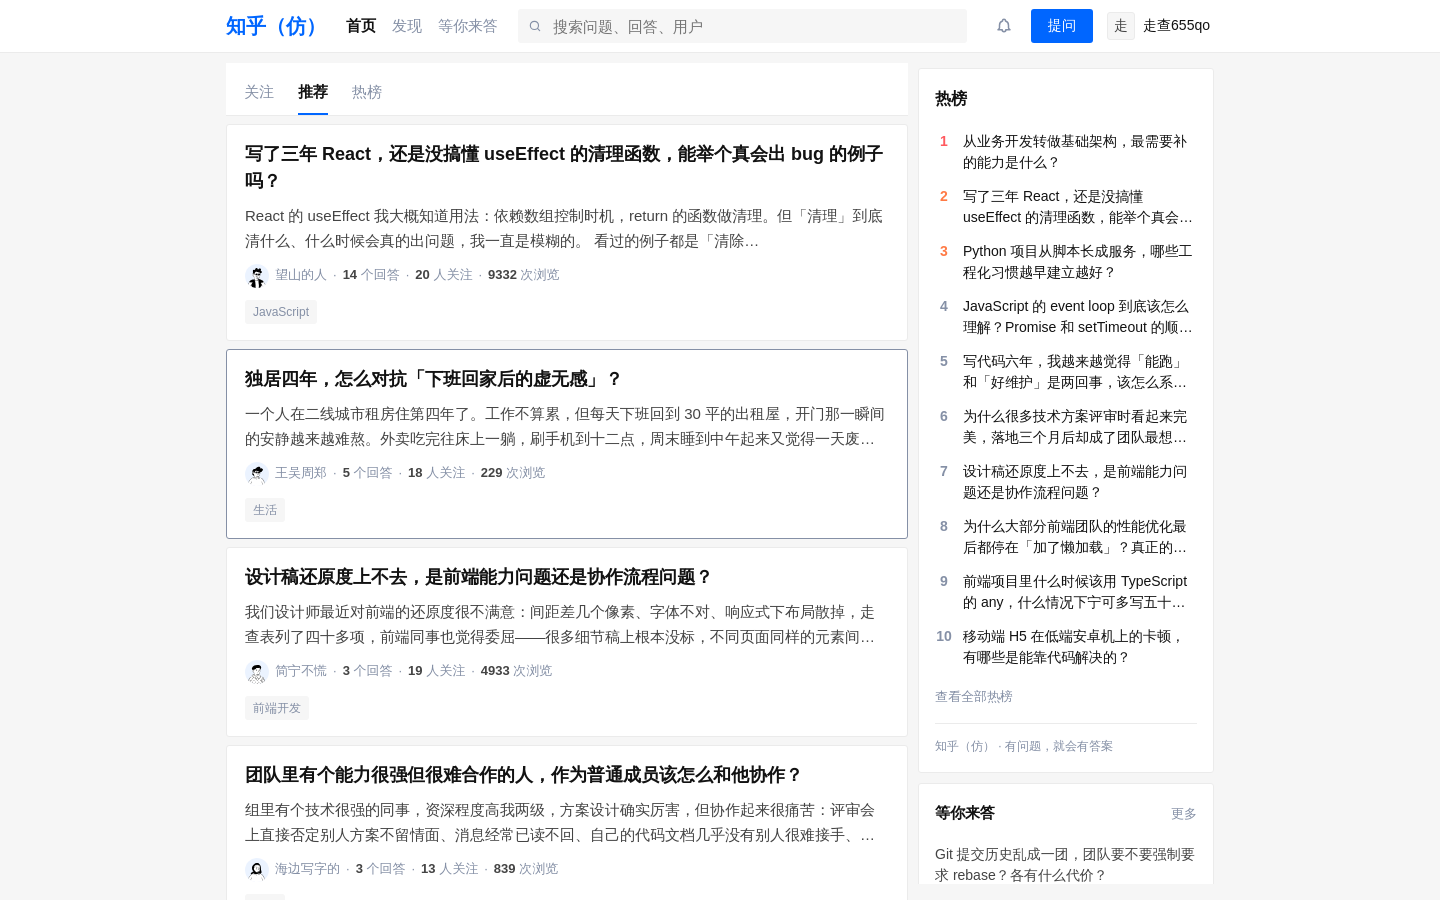 知乎（仿） 首页 发现 等你来答 搜索问题、回答、用户 提问 走 走查655qo
关注 推荐 热榜
写了三年 React，还是没搞懂 useEffect 的清理函数，能举个真会出 bug 的例子
吗？
React 的 useEffect 我大概知道用法：依赖数组控制时机，return 的函数做清理。但「清理」到底
清什么、什么时候会真的出问题，我一直是模糊的。 看过的例子都是「清除…
望山的人 · 14 个回答 · 20 人关注 · 9332 次浏览
JavaScript
独居四年，怎么对抗「下班回家后的虚无感」？
一个人在二线城市租房住第四年了。工作不算累，但每天下班回到 30 平的出租屋，开门那一瞬间
的安静越来越难熬。外卖吃完往床上一躺，刷手机到十二点，周末睡到中午起来又觉得一天废…
王吴周郑 · 5 个回答 · 18 人关注 · 229 次浏览
生活
设计稿还原度上不去，是前端能力问题还是协作流程问题？
我们设计师最近对前端的还原度很不满意：间距差几个像素、字体不对、响应式下布局散掉，走
查表列了四十多项，前端同事也觉得委屈——很多细节稿上根本没标，不同页面同样的元素间…
简宁不慌 · 3 个回答 · 19 人关注 · 4933 次浏览
前端开发
团队里有个能力很强但很难合作的人，作为普通成员该怎么和他协作？
组里有个技术很强的同事，资深程度高我两级，方案设计确实厉害，但协作起来很痛苦：评审会
上直接否定别人方案不留情面、消息经常已读不回、自己的代码文档几乎没有别人很难接手、…
海边写字的 · 3 个回答 · 13 人关注 · 839 次浏览
热榜
1 从业务开发转做基础架构，最需要补
的能力是什么？
2 写了三年 React，还是没搞懂
useEffect 的清理函数，能举个真会…
3 Python 项目从脚本长成服务，哪些工
程化习惯越早建立越好？
4 JavaScript 的 event loop 到底该怎么
理解？Promise 和 setTimeout 的顺…
5 写代码六年，我越来越觉得「能跑」
和「好维护」是两回事，该怎么系…
6 为什么很多技术方案评审时看起来完
美，落地三个月后却成了团队最想…
7 设计稿还原度上不去，是前端能力问
题还是协作流程问题？
8 为什么大部分前端团队的性能优化最
后都停在「加了懒加载」？真正的…
9 前端项目里什么时候该用 TypeScript
的 any，什么情况下宁可多写五十…
10 移动端 H5 在低端安卓机上的卡顿，
有哪些是能靠代码解决的？
查看全部热榜
知乎（仿） · 有问题，就会有答案
等你来答 更多
Git 提交历史乱成一团，团队要不要强制要
求 rebase？各有什么代价？